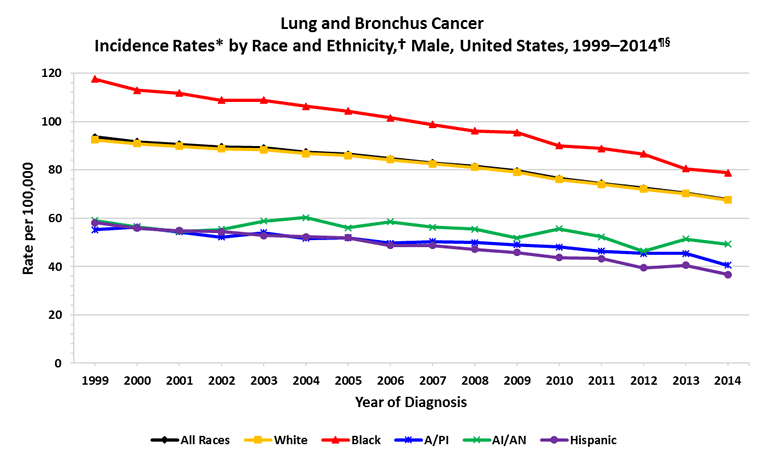 Lung and Bronchus Cancer
Incidence Rates* by Race and Ethnicity,† Male, United States, 1999–2014¶§
120
100
80
60
40
20
0
Rate per 100,000
1999 2000 2001 2002 2003 2004 2005 2006 2007 2008 2009 2010 2011 2012 2013 2014
Year of Diagnosis
All Races White Black A/PI AI/AN Hispanic